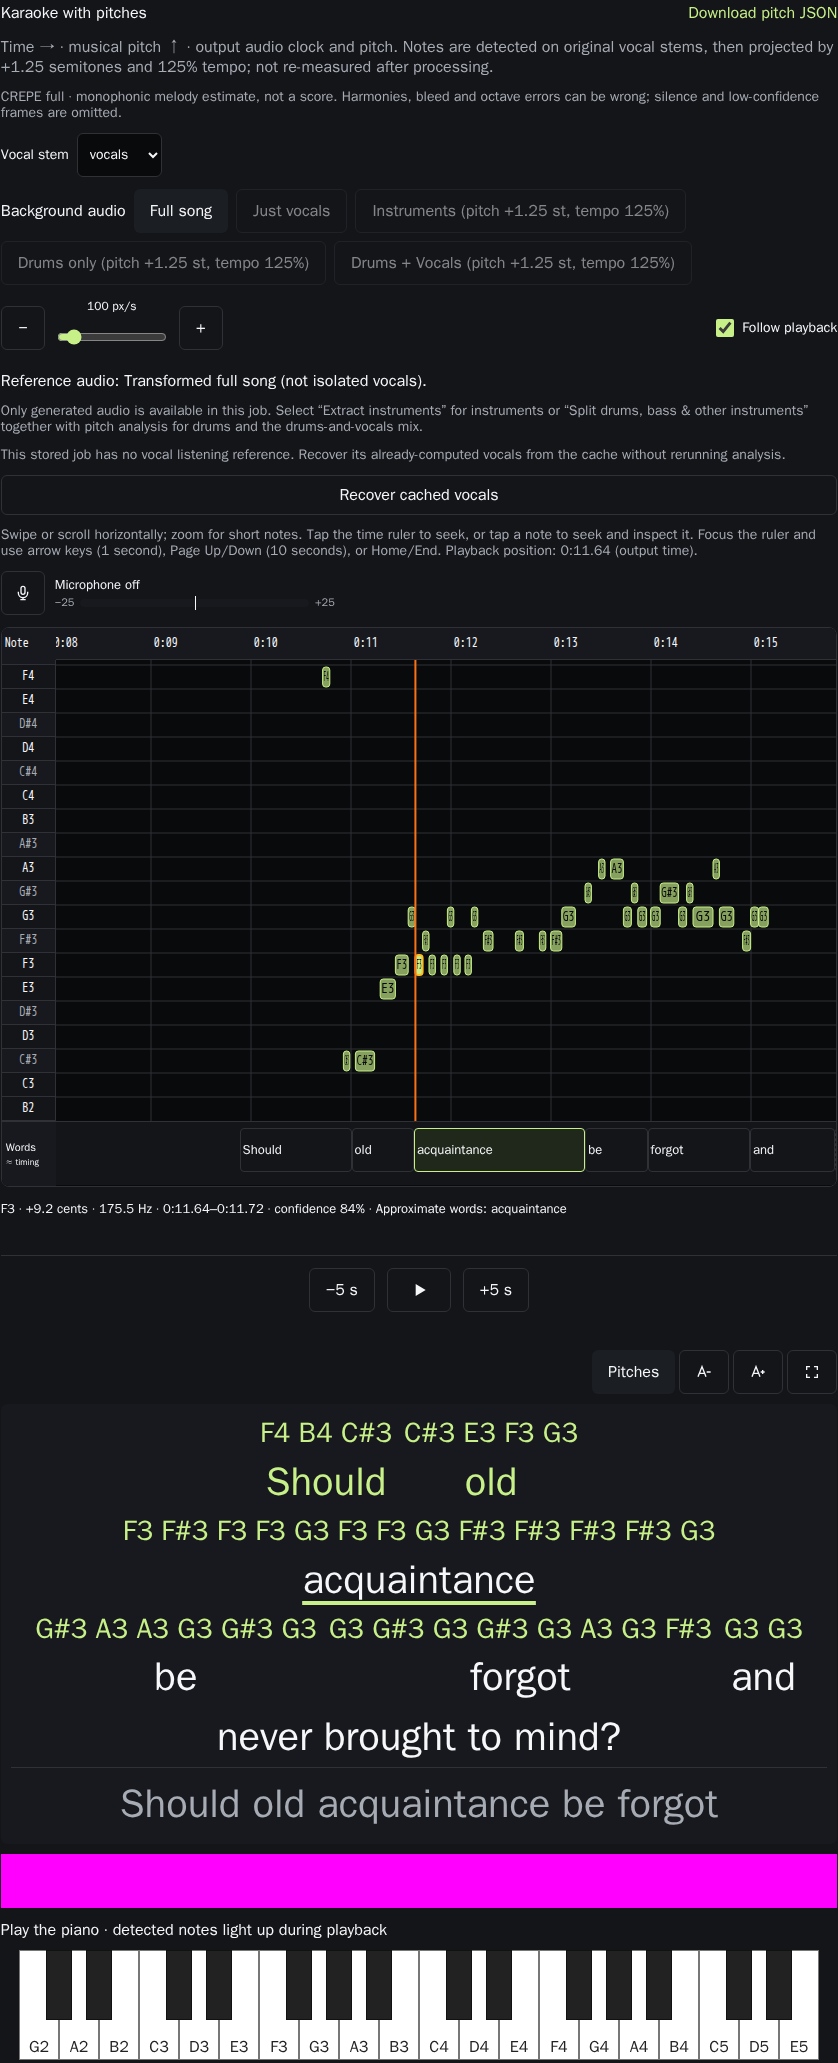 Karaoke with pitches
Download pitch JSON
Time → · musical pitch ↑ · output audio clock and pitch. Notes are detected on original vocal stems, then projected by
+1.25 semitones and 125% tempo; not re-measured after processing.
CREPE full · monophonic melody estimate, not a score. Harmonies, bleed and octave errors can be wrong; silence and low-confidence
frames are omitted.
Vocal stem vocals
Background audio Full song Just vocals Instruments (pitch +1.25 st, tempo 125%)
Drums only (pitch +1.25 st, tempo 125%) Drums + Vocals (pitch +1.25 st, tempo 125%)
100 px/s
− +
Follow playback
Reference audio: Transformed full song (not isolated vocals).
Only generated audio is available in this job. Select “Extract instruments” for instruments or “Split drums, bass & other instruments”
together with pitch analysis for drums and the drums-and-vocals mix.
This stored job has no vocal listening reference. Recover its already-computed vocals from the cache without rerunning analysis.
Recover cached vocals
Swipe or scroll horizontally; zoom for short notes. Tap the time ruler to seek, or tap a note to seek and inspect it. Focus the ruler and
use arrow keys (1 second), Page Up/Down (10 seconds), or Home/End. Playback position: 0:11.64 (output time).
Microphone off
−25 +25
Note 0:09 0:10 0:11 0:12 0:13 0:14 0:15
F4
E4
D#4
D4
C#4
C4
B3
A#3
A3 A3
G#3 G#3
G3 G3 G3 G3 G3
F#3
F3 F3
E3 E3
D#3
D3
C#3 C#3
C3
B2
Words Should old acquaintance be forgot and
≈ timing
F3 · +9.2 cents · 175.5 Hz · 0:11.64–0:11.72 · confidence 84% · Approximate words: acquaintance
−5 s +5 s
Pitches A- A+
F4 B4 C#3 C#3 E3 F3 G3
Should old
F3 F#3 F3 F3 G3 F3 F3 G3 F#3 F#3 F#3 F#3 G3
acquaintance
G#3 A3 A3 G3 G#3 G3 G3 G#3 G3 G#3 G3 A3 G3 F#3 G3 G3
be forgot and
never brought to mind?
Should old acquaintance be forgot
Play the piano · detected notes light up during playback
G2 A2 B2 C3 D3 E3 F3 G3 A3 B3 C4 D4 E4 F4 G4 A4 B4 C5 D5 E5